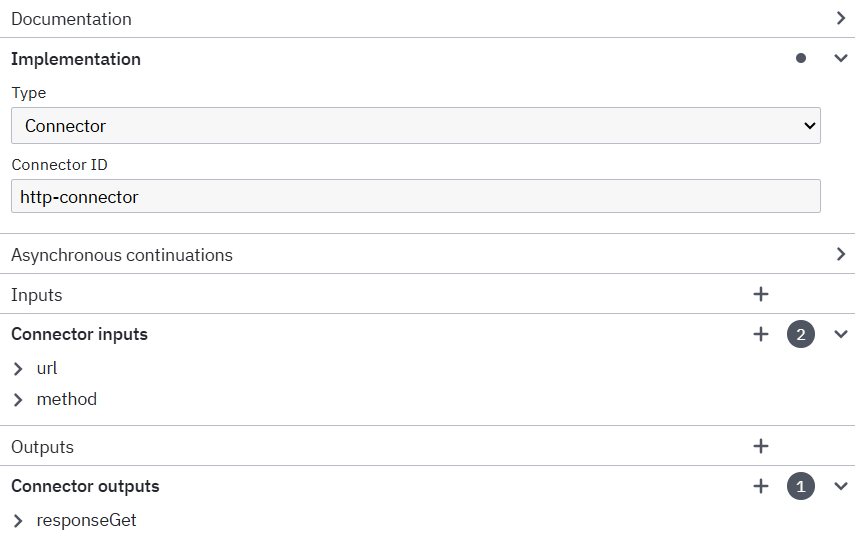 Documentation
Implementation
Type
Connector
Connector ID
http-connector
Asynchronous continuations
Inputs
Connector inputs 2
url
method
Outputs
Connector outputs 1
responseGet